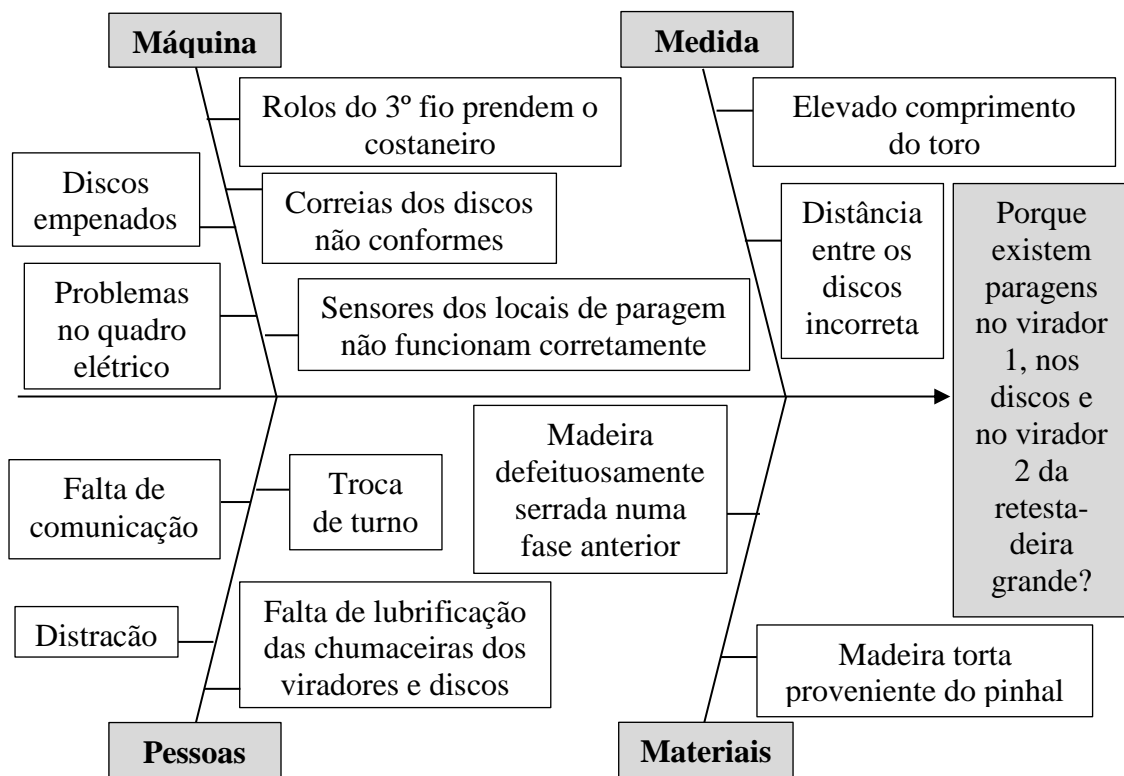 Máquina
Rolos do 3º fio prendem o
costaneiro
Discos
empenados
Correias dos discos
não conformes
Problemas
no quadro
elétrico
Sensores dos locais de paragem
não funcionam corretamente
Medida
Elevado comprimento
do toro
Distância
entre os
discos
incorreta
Porque
existem
paragens
no virador
1, nos
discos e
no virador
2 da
retesta-
deira
grande?
Falta de
comunicação
Troca
de turno
Distração
Falta de lubrificação
das chumaceiras dos
viradores e discos
Pessoas
Madeira
defeituosamente
serrada numa
fase anterior
Madeira torta
proveniente do pinhal
Materiais